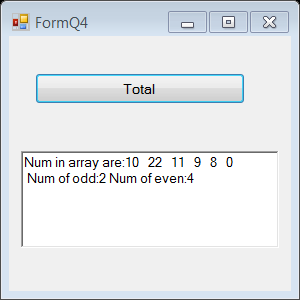 FormQ4
Total
Num in array are:10 22 11 9 8 0
Num of odd:2 Num of even:4